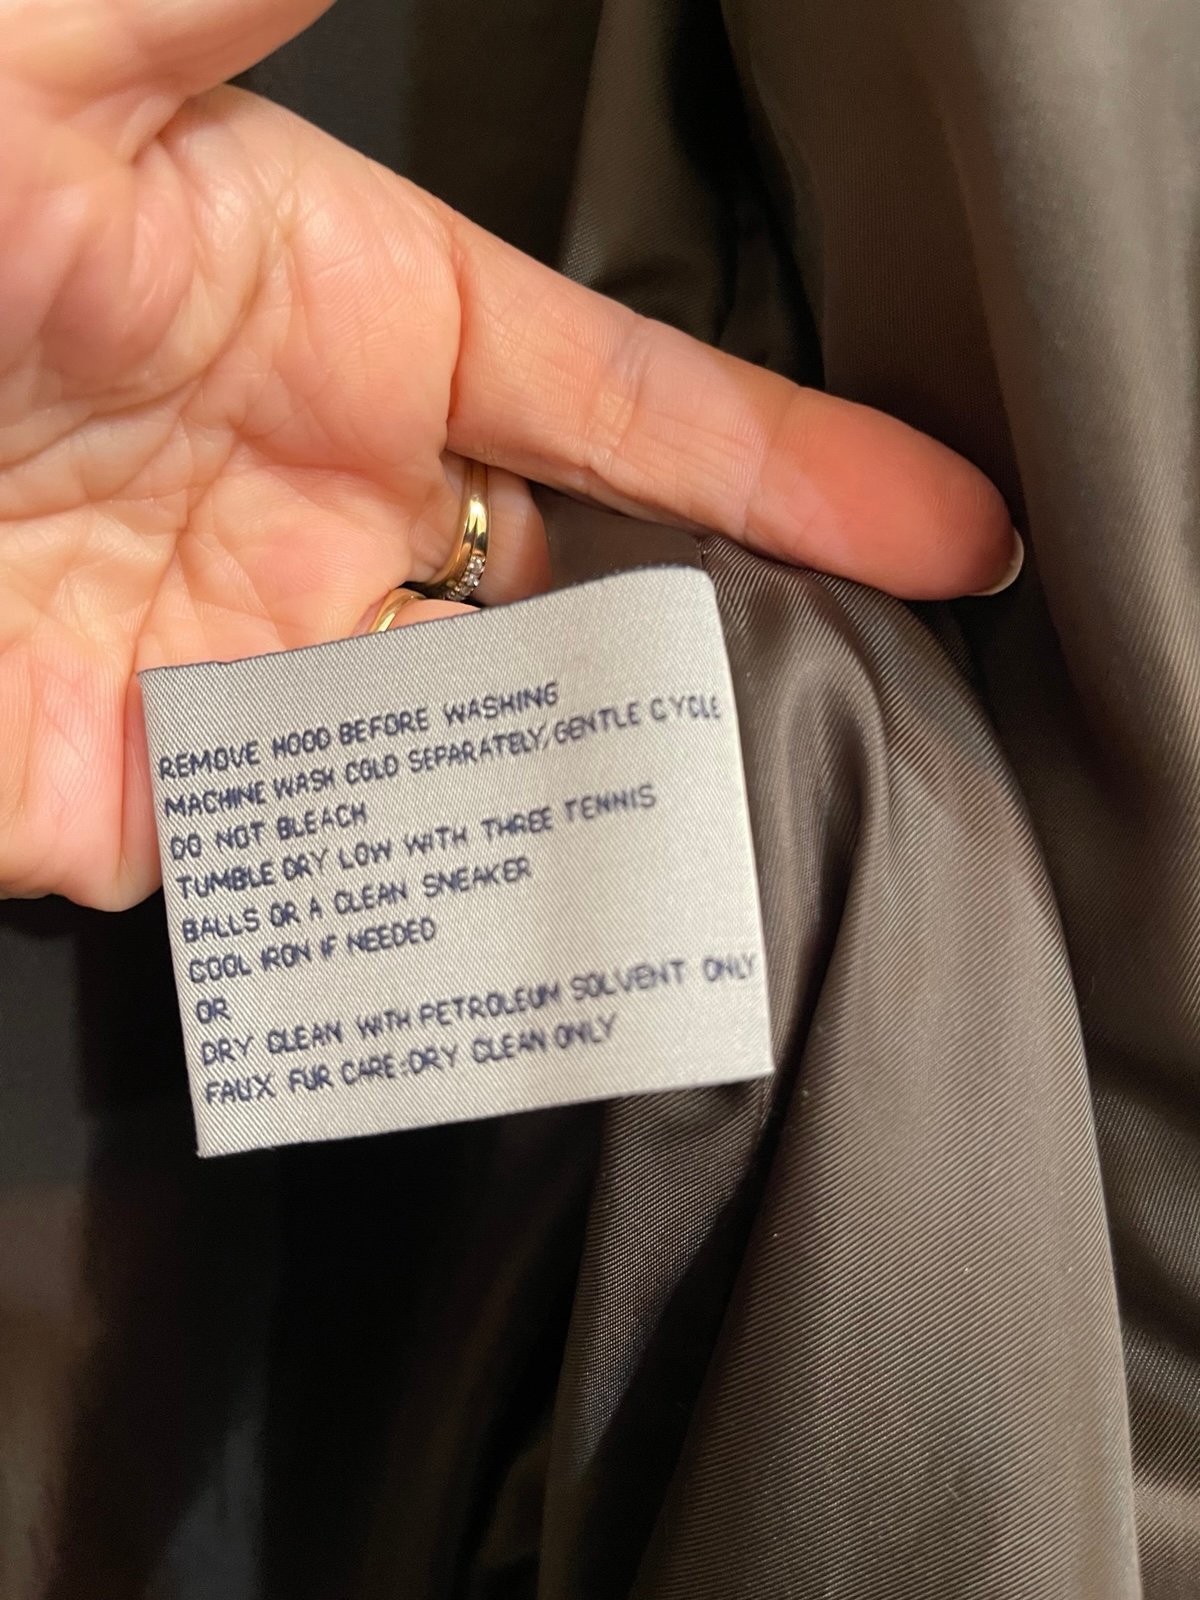 REMOVE HOOD BEFORE WASHING
MACHINE WASH COLD SEPARATELY, GENTLE CYCLE
DO NOT BLEACH
TUMBLE DRY LOW WITH THREE TENNIS
BALLS OR A CLEAN SNEAKER
COOL IRON IF NEEDED
OR
DRY CLEAN WITH PETROLEUM SOLVENT ONLY
FAUX FUR CARE:DRY CLEAN ONLY